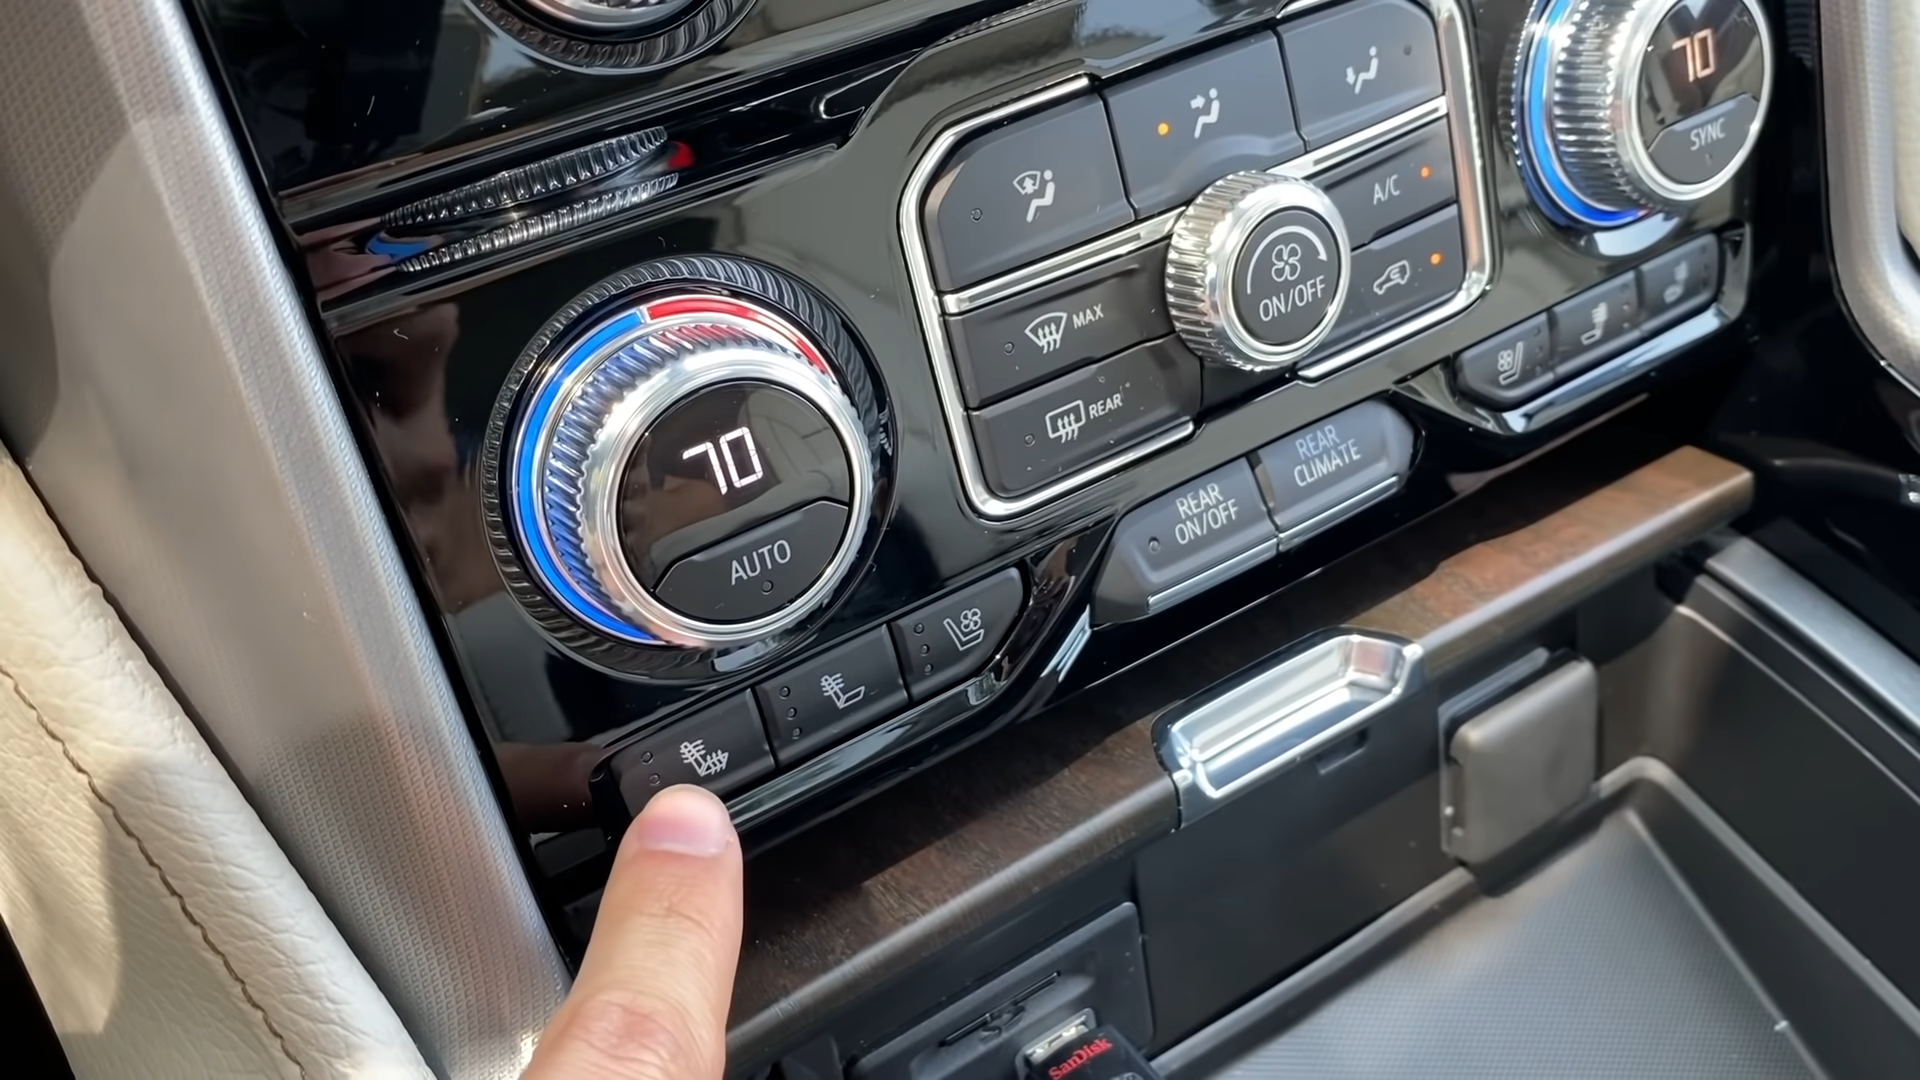 70
SYNC
A/C
ON/OFF
MAX
REAR
70
AUTO
REAR
CLIMATE
REAR
ON/OFF
SanDisk